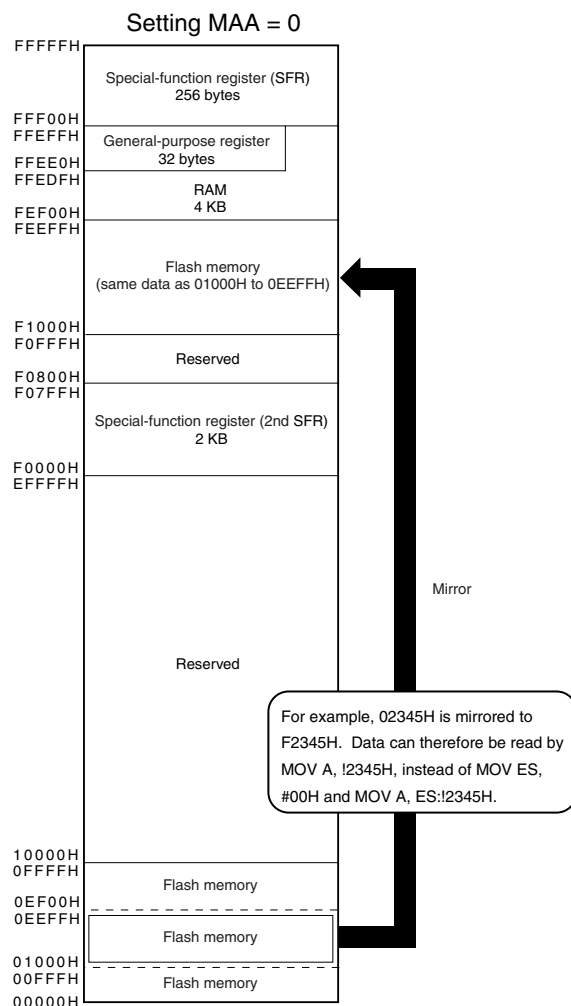 Setting MAA = 0
FFFFFH
Special-function register (SFR)
256 bytes
FFF00H
FFEFFH
General-purpose register
32 bytes
FFEE0H
FFEDFH
RAM
4 KB
FEF00H
FEEFFH
Flash memory
(same data as 01000H to 0EEFFH)
F1000H
F0FFFH
Reserved
F0800H
F07FFH
Special-function register (2nd SFR)
2 KB
F0000H
EFFFFH
Mirror
Reserved
For example, 02345H is mirrored to
F2345H. Data can therefore be read by
MOV A, !2345H, instead of MOV ES,
#00H and MOV A, ES:!2345H.
10000H
0FFFFH
Flash memory
0EF00H
0EEFFH
Flash memory
01000H
00FFFH
Flash memory
00000H